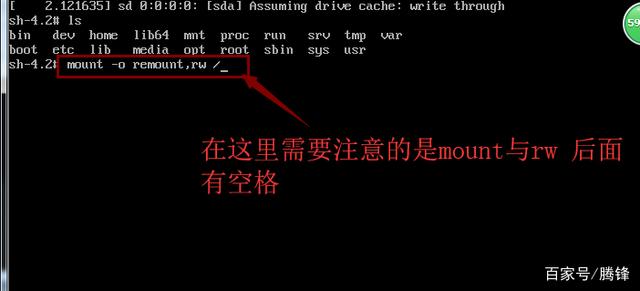 [    2.121635] sd 0:0:0:0: [sda] Assuming drive cache: write through
sh-4.2# ls
bin   dev  home  lib64  mnt  proc  run   srv  tmp  var
boot  etc  lib   media  opt  root  sbin  sys  usr
sh-4.2# mount -o remount,rw /_
在这里需要注意的是mount与rw 后面
有空格
59
百家号/腾锋